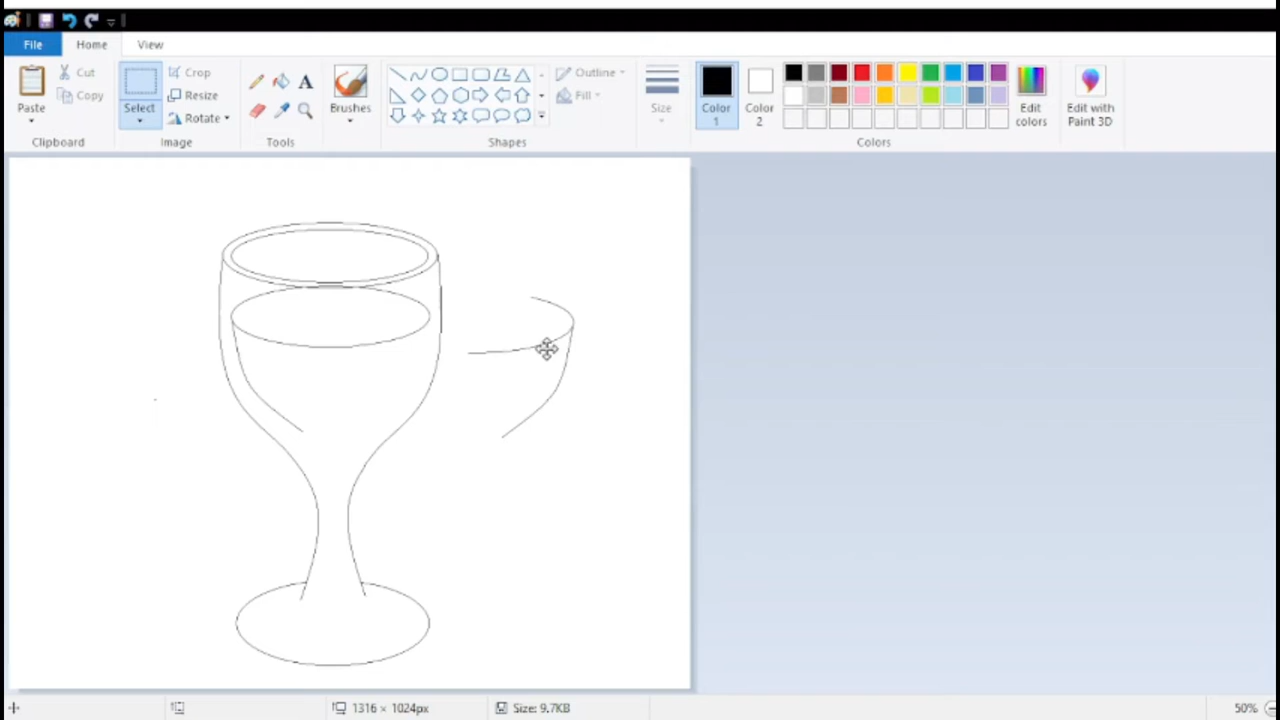 File Home View
Cut Crop Outline
Copy Resize Fill
Paste Select Rotate Brushes Size Color 1 Color 2 Edit colors Edit with Paint 3D
Clipboard Image Tools Shapes Colors
1316 × 1024px Size: 9.7KB 50%